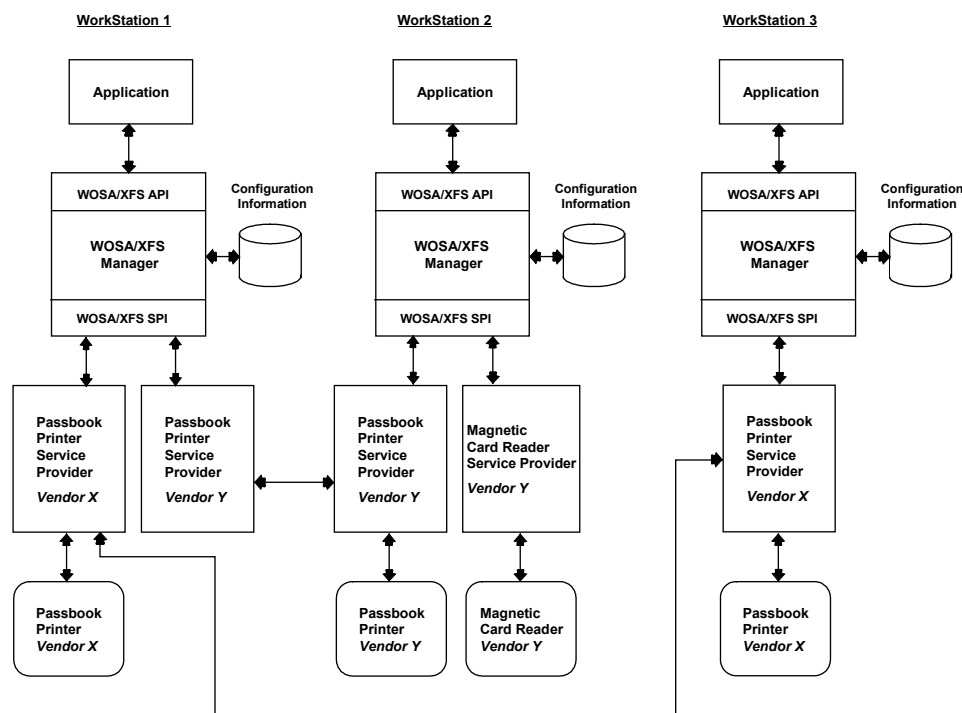 WorkStation 1
WorkStation 2
WorkStation 3
Application
Application
Application
WOSA/XFS API
WOSA/XFS Manager
WOSA/XFS SPI
Configuration
Information
WOSA/XFS API
WOSA/XFS
Manager
WOSA/XFS SPI
Configuration
Information
WOSA/XFS API
WOSA/XFS
Manager
WOSA/XFS SPI
Configuration
Information
Passbook
Printer
Service
Provider
Vendor X
Passbook
Printer
Service
Provider
Vendor Y
Passbook
Printer
Service
Provider
Vendor Y
Magnetic
Card Reader
Service Provider
Vendor Y
Passbook
Printer
Service
Provider
Vendor X
Passbook
Printer
Vendor X
Passbook
Printer
Vendor Y
Magnetic
Card Reader
Vendor Y
Passbook
Printer
Vendor X